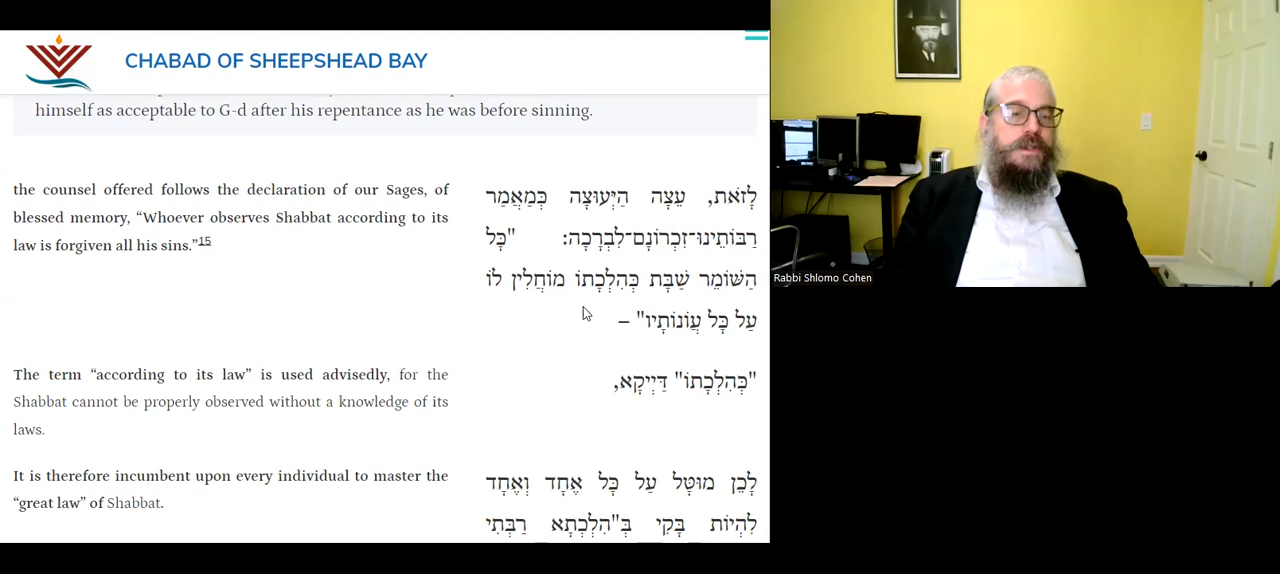 CHABAD OF SHEEPSHEAD BAY
himself as acceptable to G-d after his repentance as he was before sinning.
the counsel offered follows the declaration of our Sages, of
blessed memory, “Whoever observes Shabbat according to its
law is forgiven all his sins.”15
לָזֹאת, עֵצָה הַיְּעוּצָה כְּמַאֲמַר
רַבּוֹתֵינוּ־זִכְרוֹנָם־לִבְרָכָה: "כָּל
הַשּׁוֹמֵר שַׁבָּת כְּהִלְכָתוֹ מוֹחֲלִין לוֹ
עַל כָּל עֲוֹנוֹתָיו" –
The term “according to its law” is used advisedly, for the
Shabbat cannot be properly observed without a knowledge of its
laws.
"כְּהִלְכָתוֹ" דַּיְיקָא,
It is therefore incumbent upon every individual to master the
“great law” of Shabbat.
לָכֵן מוּטָּל עַל כָּל אֶחָד וְאֶחָד
לִהְיוֹת בָּקִי בְּ"הִלְכְתָא רַבְּתִי
Rabbi Shlomo Cohen